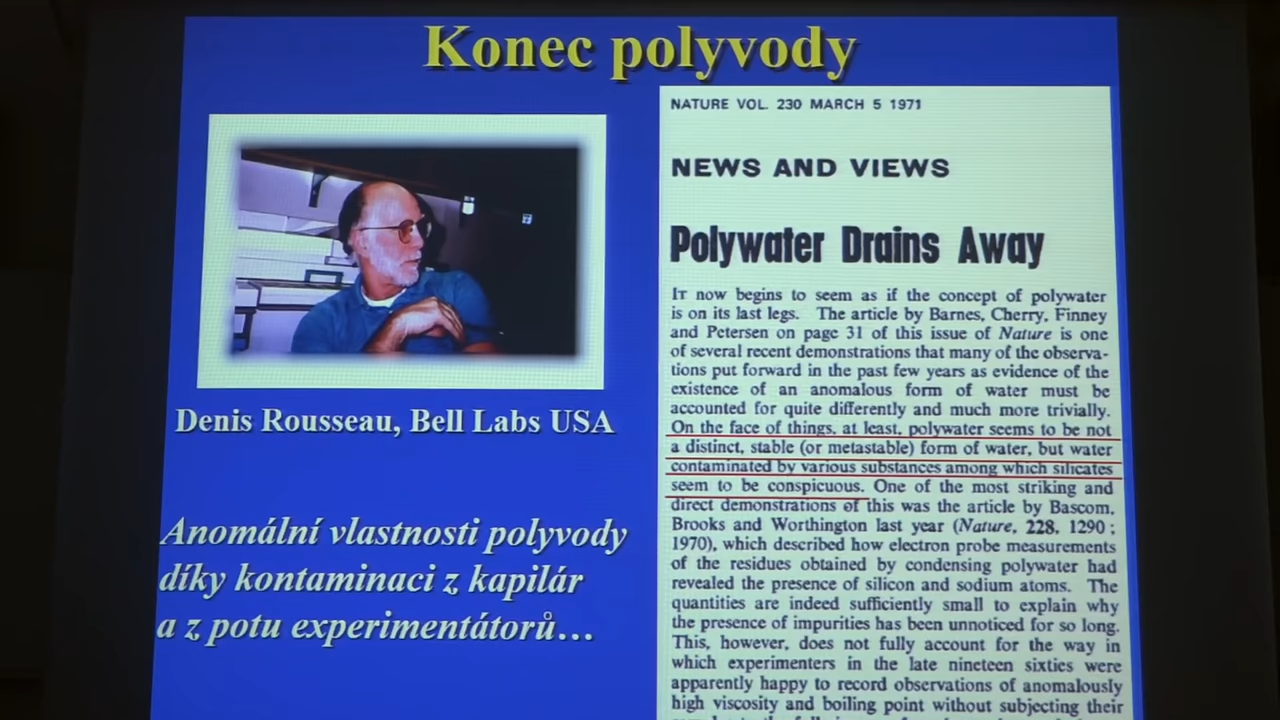 Konec polyvody
Denis Rousseau, Bell Labs USA
Anomální vlastnosti polyvody
díky kontaminaci z kapilár
a z potu experimentátorů...
NATURE VOL. 230 MARCH 5 1971
NEWS AND VIEWS
Polywater Drains Away
IT now begins to seem as if the concept of polywater
is on its last legs. The article by Barnes, Cherry, Finney
and Petersen on page 31 of this issue of Nature is one
of several recent demonstrations that many of the observa-
tions put forward in the past few years as evidence of the
existence of an anomalous form of water must be
accounted for quite differently and much more trivially.
On the face of things, at least, polywater seems to be not
a distinct, stable (or metastable) form of water, but water
contaminated by various substances among which silicates
seem to be conspicuous. One of the most striking and
direct demonstrations of this was the article by Bascom,
Brooks and Worthington last year (Nature, 228, 1290;
1970), which described how electron probe measurements
of the residues obtained by condensing polywater had
revealed the presence of silicon and sodium atoms. The
quantities are indeed sufficiently small to explain why
the presence of impurities has been unnoticed for so long.
This, however, does not fully account for the way in
which experimenters in the late nineteen sixties were
apparently happy to record observations of anomalously
high viscosity and boiling point without subjecting their